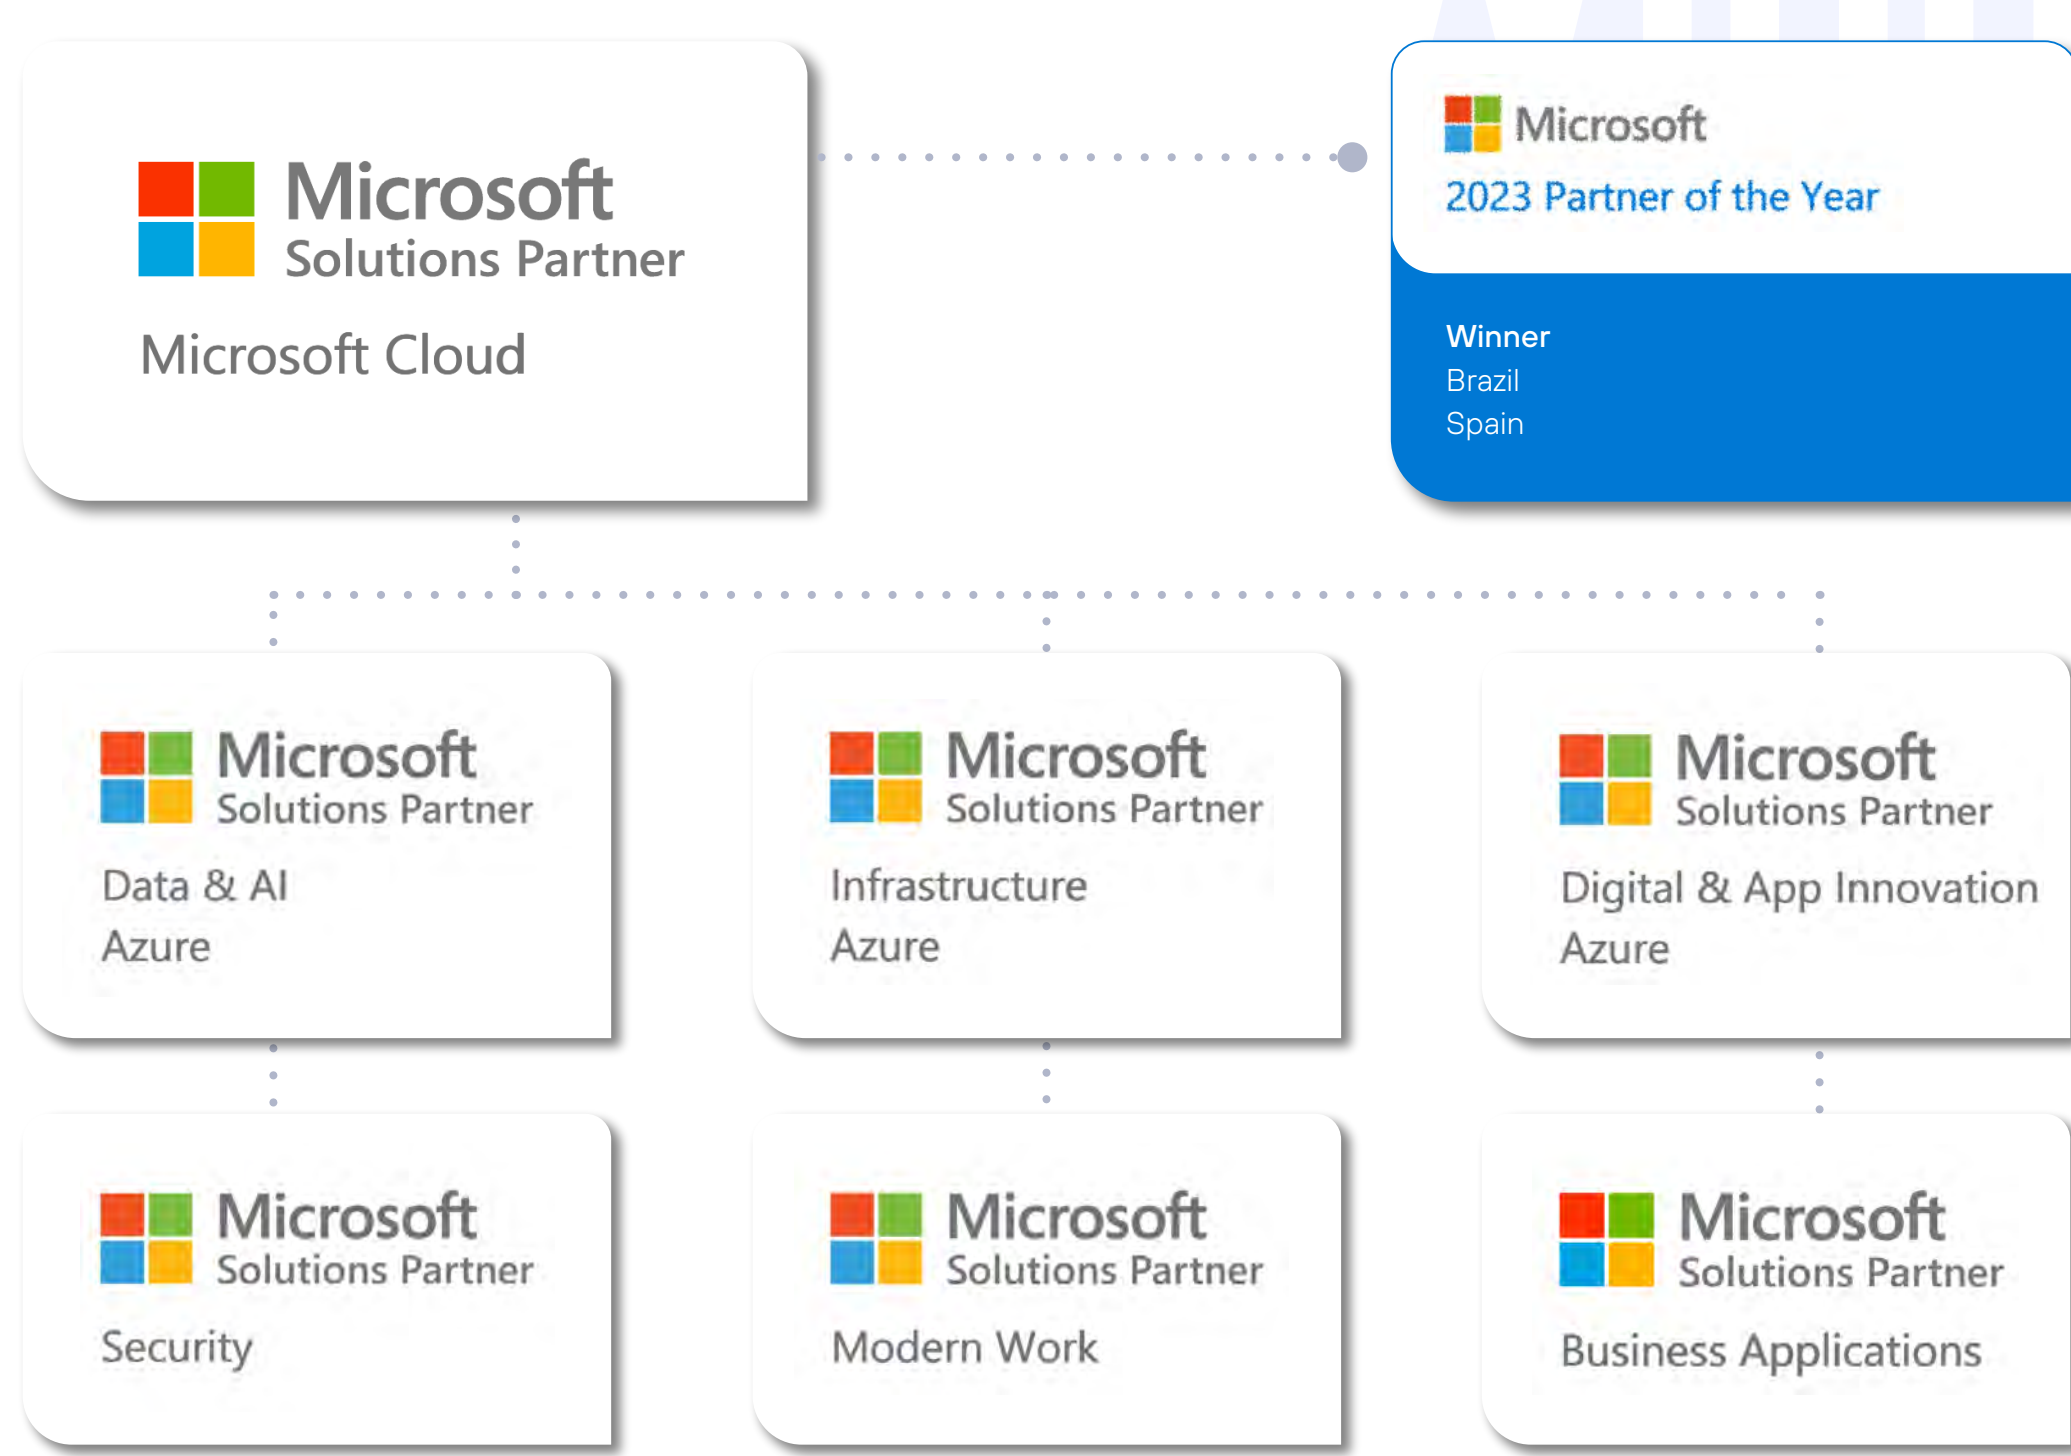 Microsoft
Solutions Partner
Microsoft Cloud
Microsoft
2023 Partner of the Year
Winner
Brazil
Spain
Microsoft
Solutions Partner
Data & AI
Azure
Microsoft
Solutions Partner
Infrastructure
Azure
Microsoft
Solutions Partner
Digital & App Innovation
Azure
Microsoft
Solutions Partner
Security
Microsoft
Solutions Partner
Modern Work
Microsoft
Solutions Partner
Business Applications